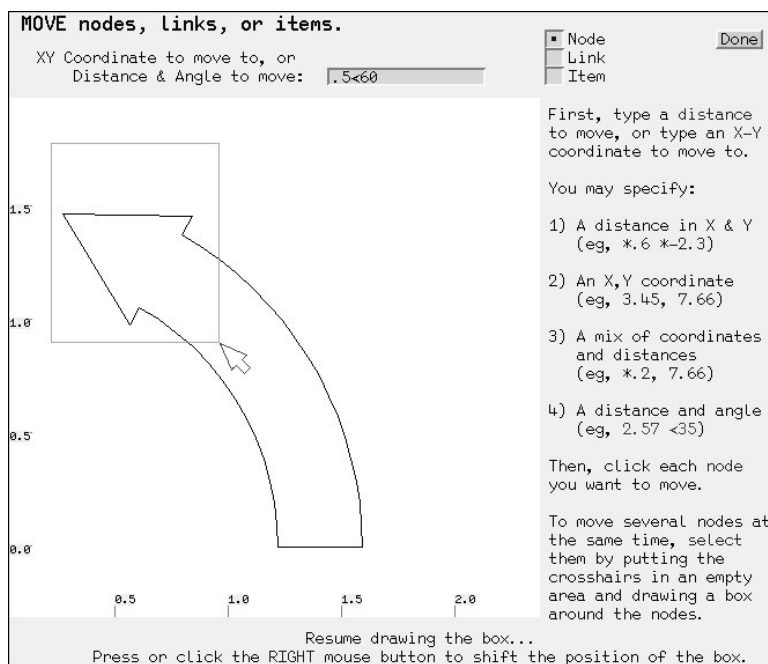 MOVE nodes, links, or items.
XY Coordinate to move to, or
Distance & Angle to move: .5<60
Node
Link
Item
Done
First, type a distance
to move, or type an X-Y
coordinate to move to.
You may specify:
1) A distance in X & Y
(eg, *.6 *-2.3)
2) An X,Y coordinate
(eg, 3.45, 7.66)
3) A mix of coordinates
and distances
(eg, *.2, 7.66)
4) A distance and angle
(eg, 2.57 <35)
Then, click each node
you want to move.
To move several nodes at
the same time, select
them by putting the
crosshairs in an empty
area and drawing a box
around the nodes.
1.5
1.0
0.5
0.0
0.5 1.0 1.5 2.0
Resume drawing the box...
Press or click the RIGHT mouse button to shift the position of the box.